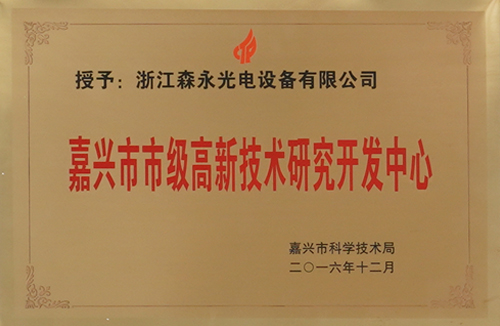 授予：浙江森永光电设备有限公司
嘉兴市市级高新技术研究开发中心
嘉兴市科学技术局
二〇一六年十二月